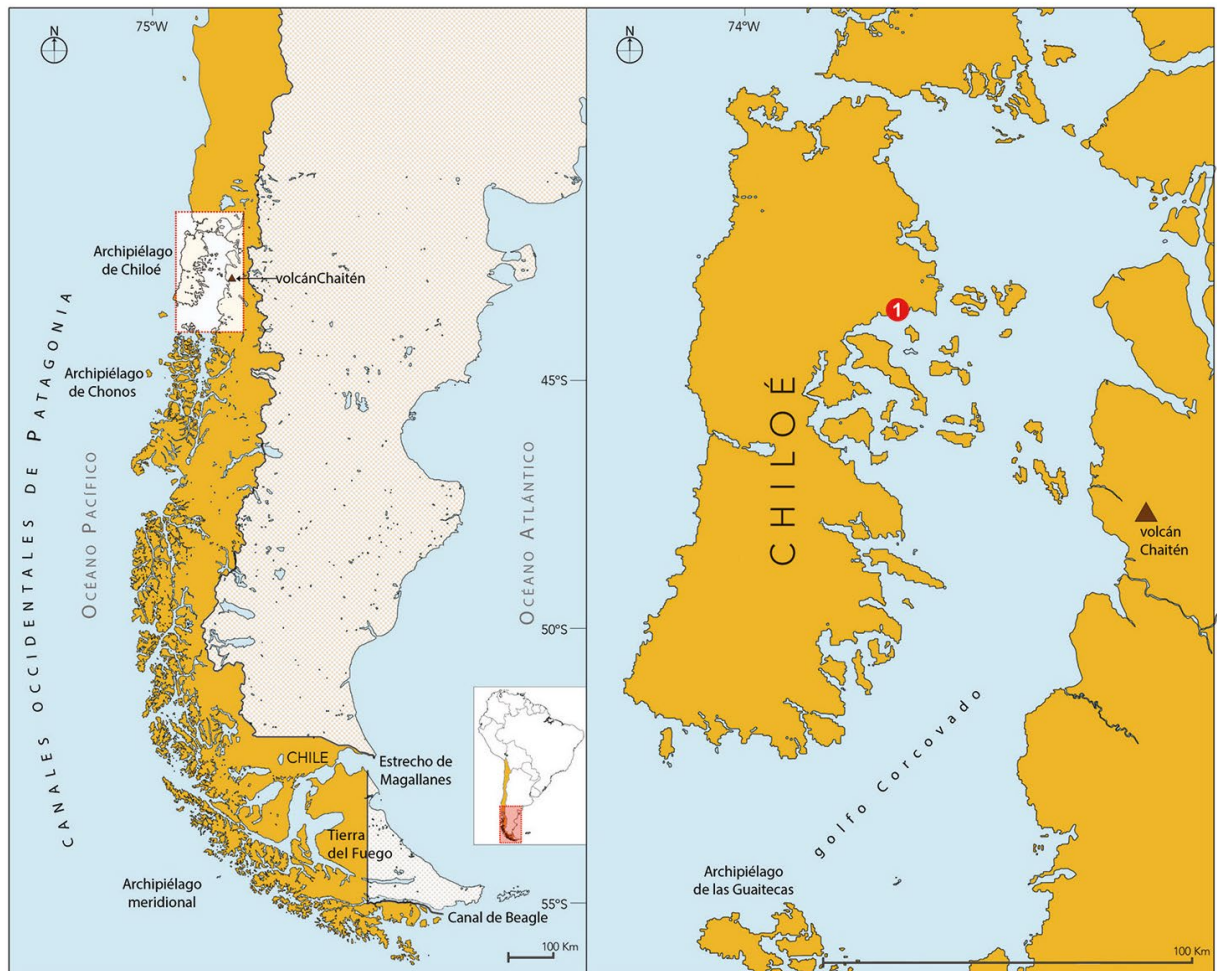 75°W
N
Archipiélago
de Chiloé
volcánChaitén
CANALES OCCIDENTALES DE PATAGONIA
Archipiélago
de Chonos
45°S
OCÉANO PACÍFICO
OCÉANO ATLÁNTICO
50°S
CHILE
Estrecho de
Magallanes
Tierra
del Fuego
Archipiélago
meridional
Canal de Beagle
55°S
100 Km
74°W
N
1
CHILOÉ
volcán
Chaitén
golfo Corcovado
Archipiélago
de las Guaitecas
100 Km